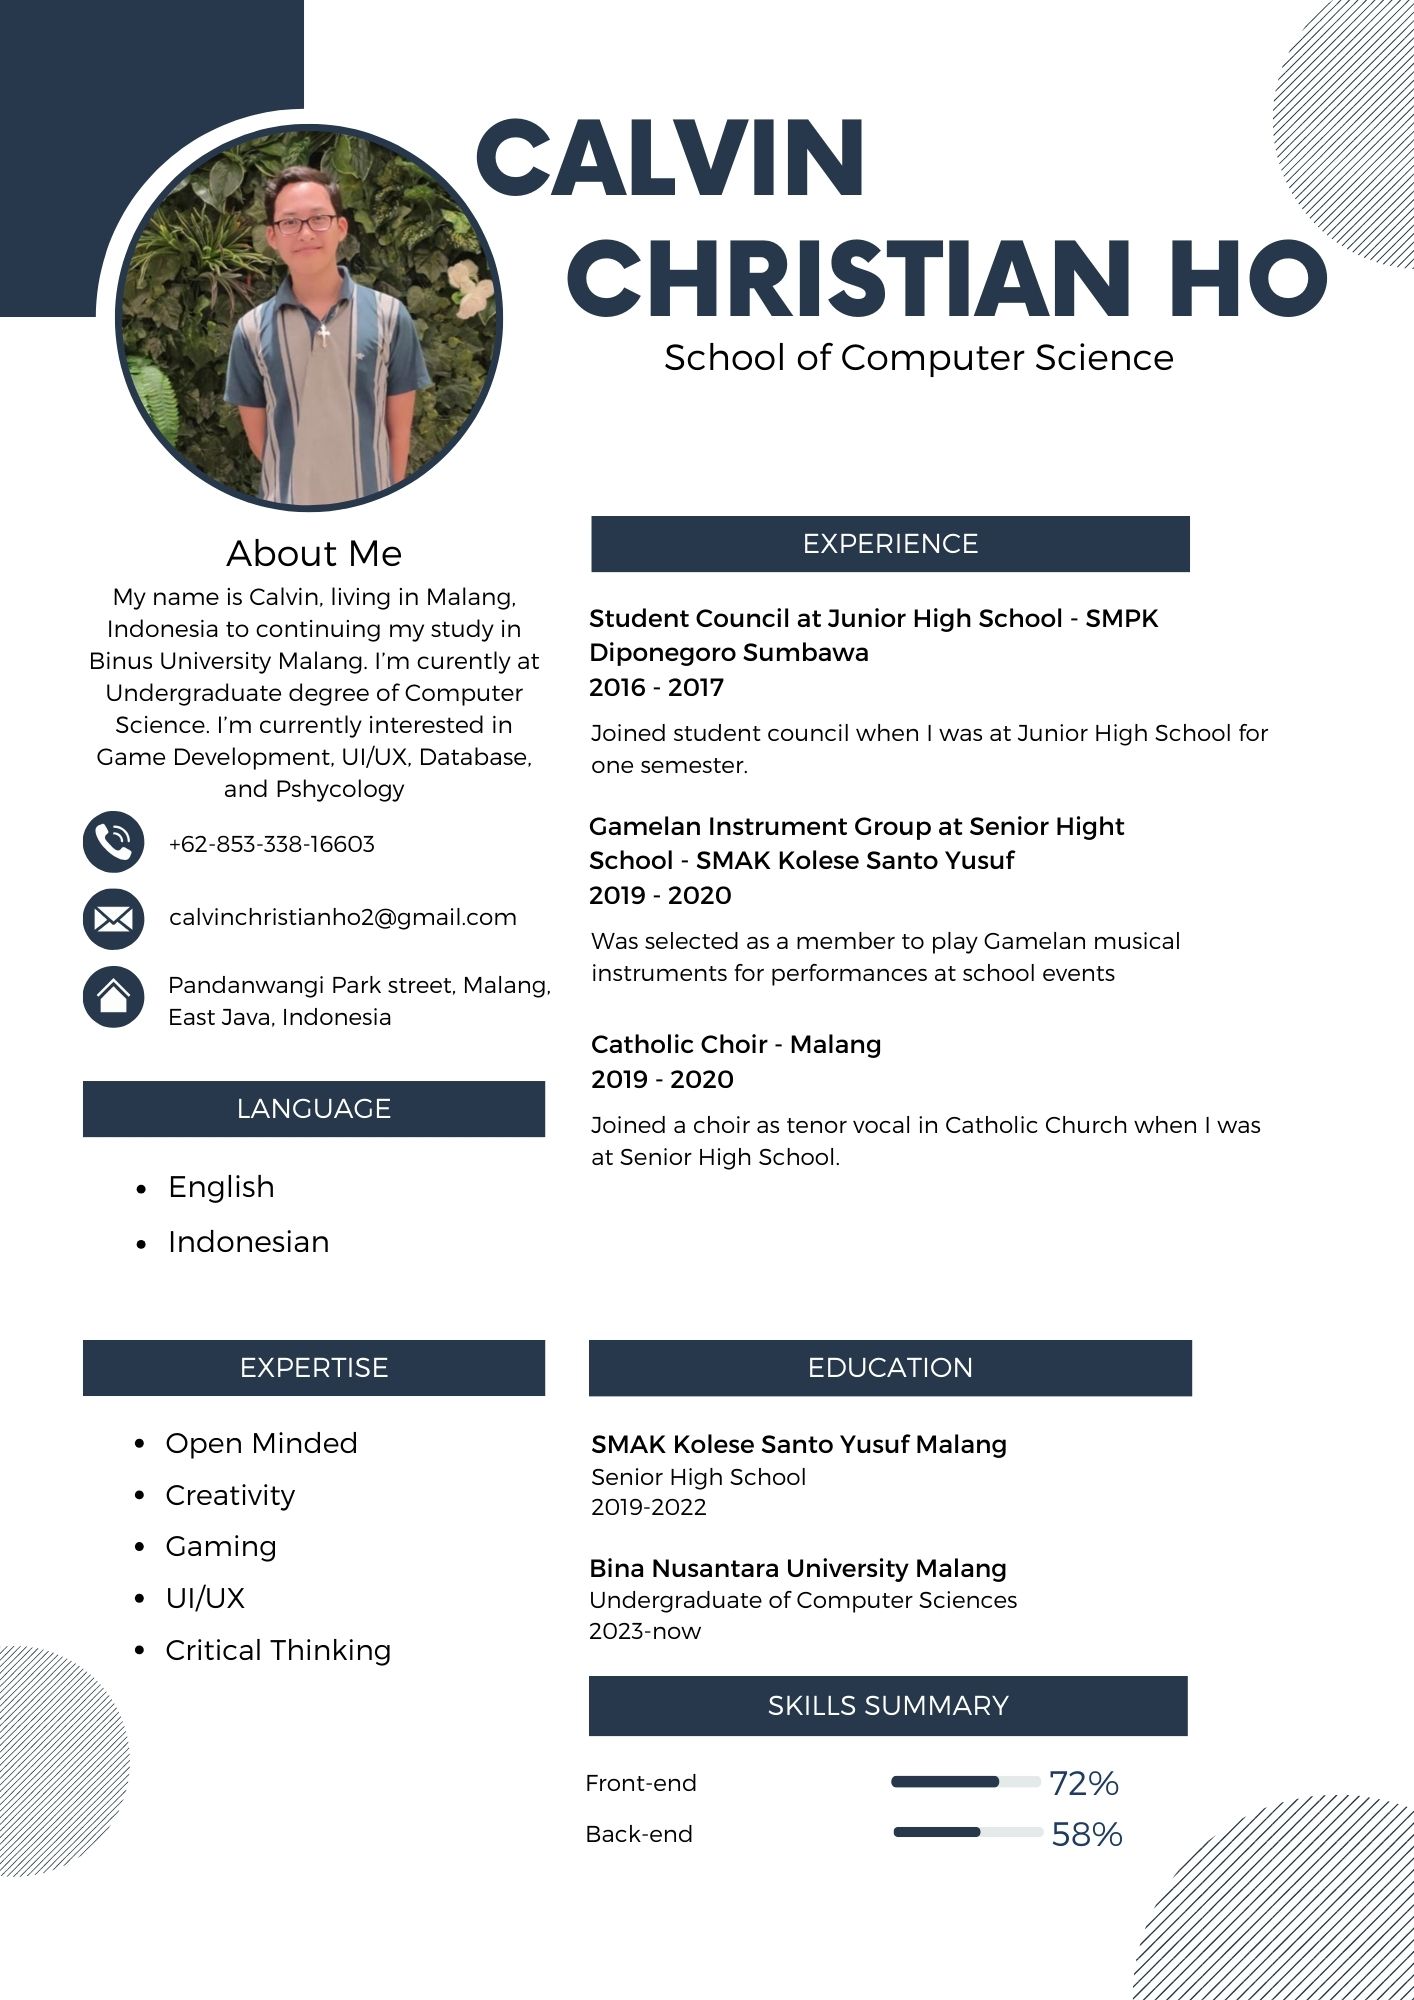 CALVIN
CHRISTIAN HO
School of Computer Science
About Me
My name is Calvin, living in Malang,
Indonesia to continuing my study in
Binus University Malang. I'm curently at
Undergraduate degree of Computer
Science. I'm currently interested in
Game Development, UI/UX, Database,
and Pshycology
+62-853-338-16603
calvinchristianho2@gmail.com
Pandanwangi Park street, Malang,
East Java, Indonesia
LANGUAGE
• English
• Indonesian
EXPERTISE
• Open Minded
• Creativity
• Gaming
• UI/UX
• Critical Thinking
EXPERIENCE
Student Council at Junior High School - SMPK
Diponegoro Sumbawa
2016 - 2017
Joined student council when I was at Junior High School for
one semester.
Gamelan Instrument Group at Senior Hight
School - SMAK Kolese Santo Yusuf
2019 - 2020
Was selected as a member to play Gamelan musical
instruments for performances at school events
Catholic Choir - Malang
2019 - 2020
Joined a choir as tenor vocal in Catholic Church when I was
at Senior High School.
EDUCATION
SMAK Kolese Santo Yusuf Malang
Senior High School
2019-2022
Bina Nusantara University Malang
Undergraduate of Computer Sciences
2023-now
SKILLS SUMMARY
Front-end 72%
Back-end 58%